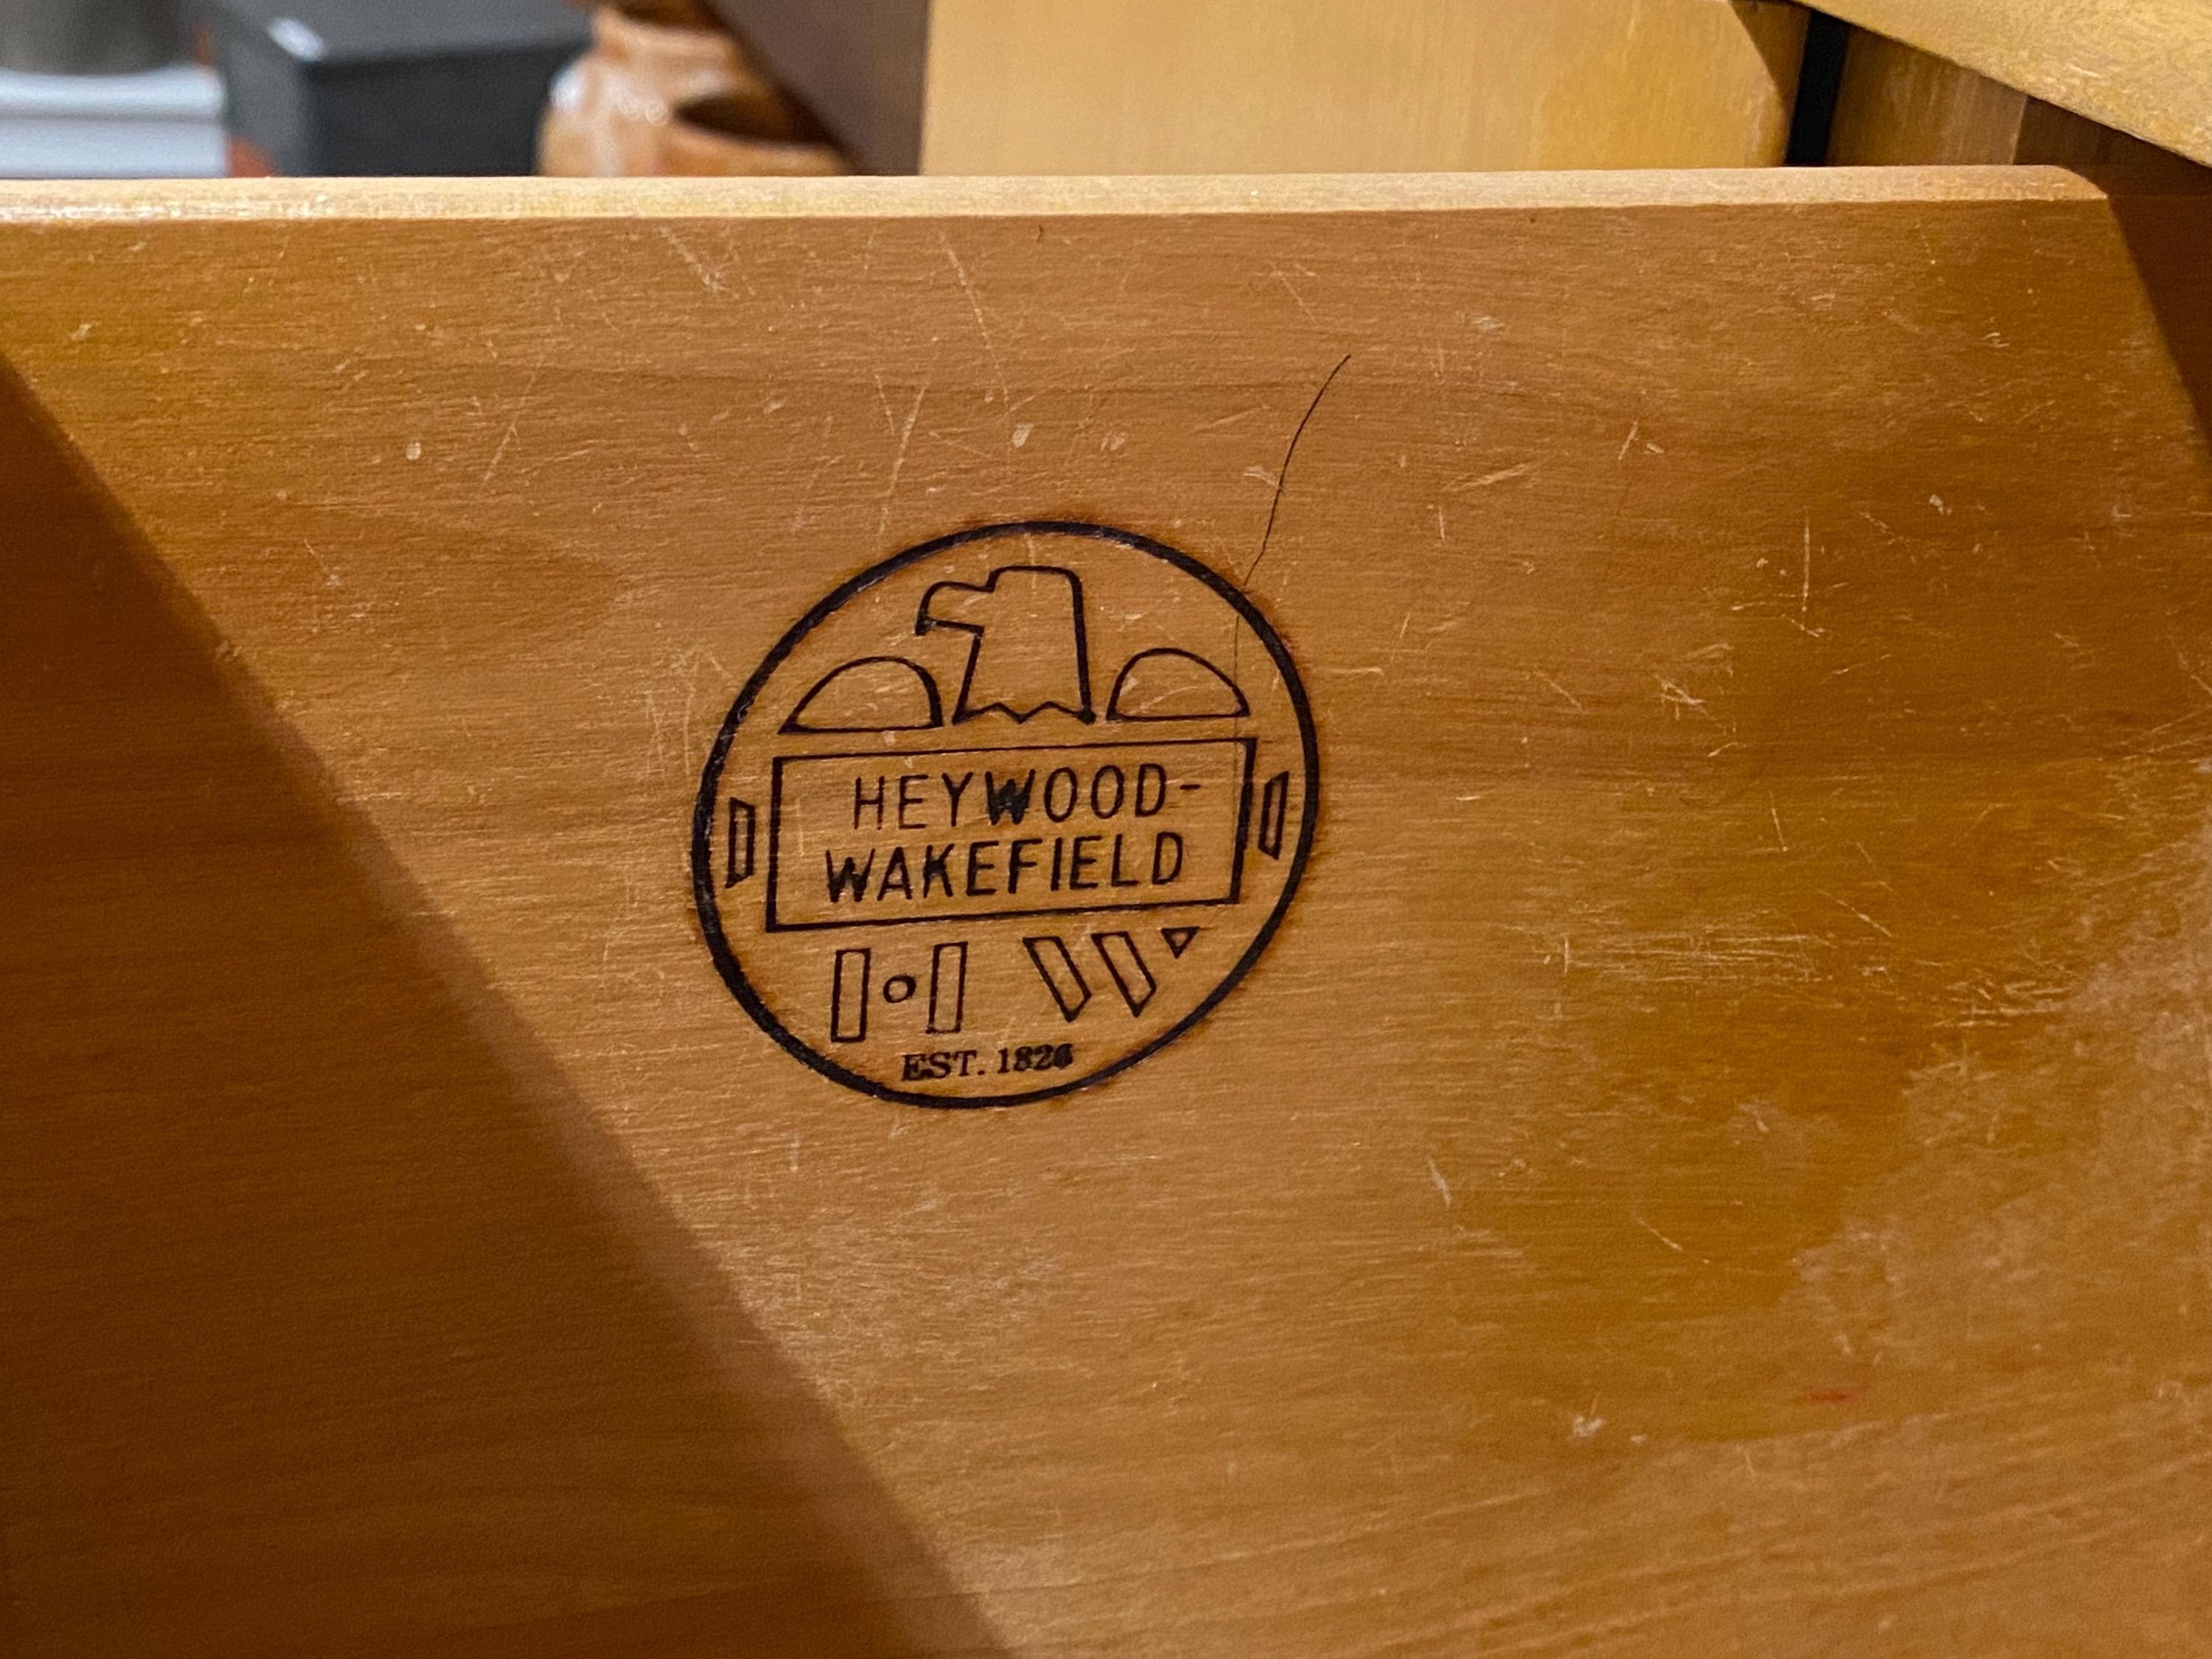 HEYWOOD-
WAKEFIELD
H W
EST. 1826